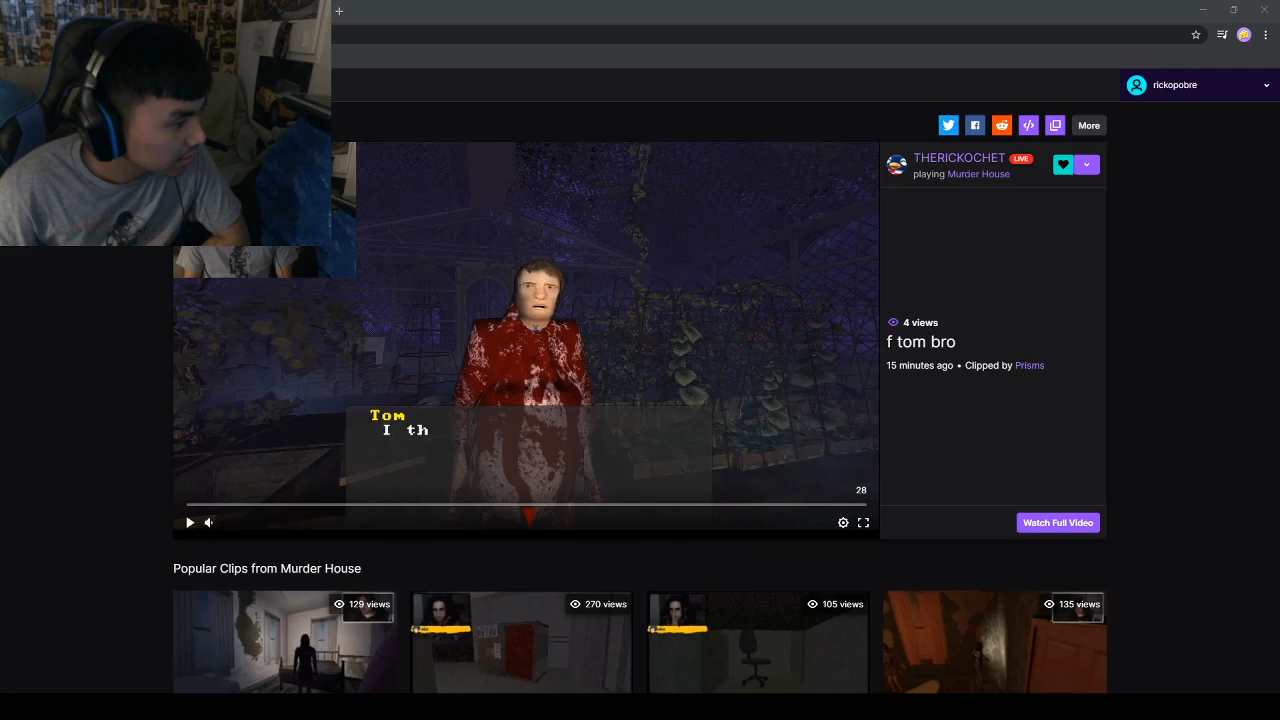 rickopobre
More
THERICKOCHET LIVE
playing Murder House
4 views
f tom bro
15 minutes ago • Clipped by Prisms
Tom
I th
28
Watch Full Video
Popular Clips from Murder House
129 views
270 views
105 views
135 views